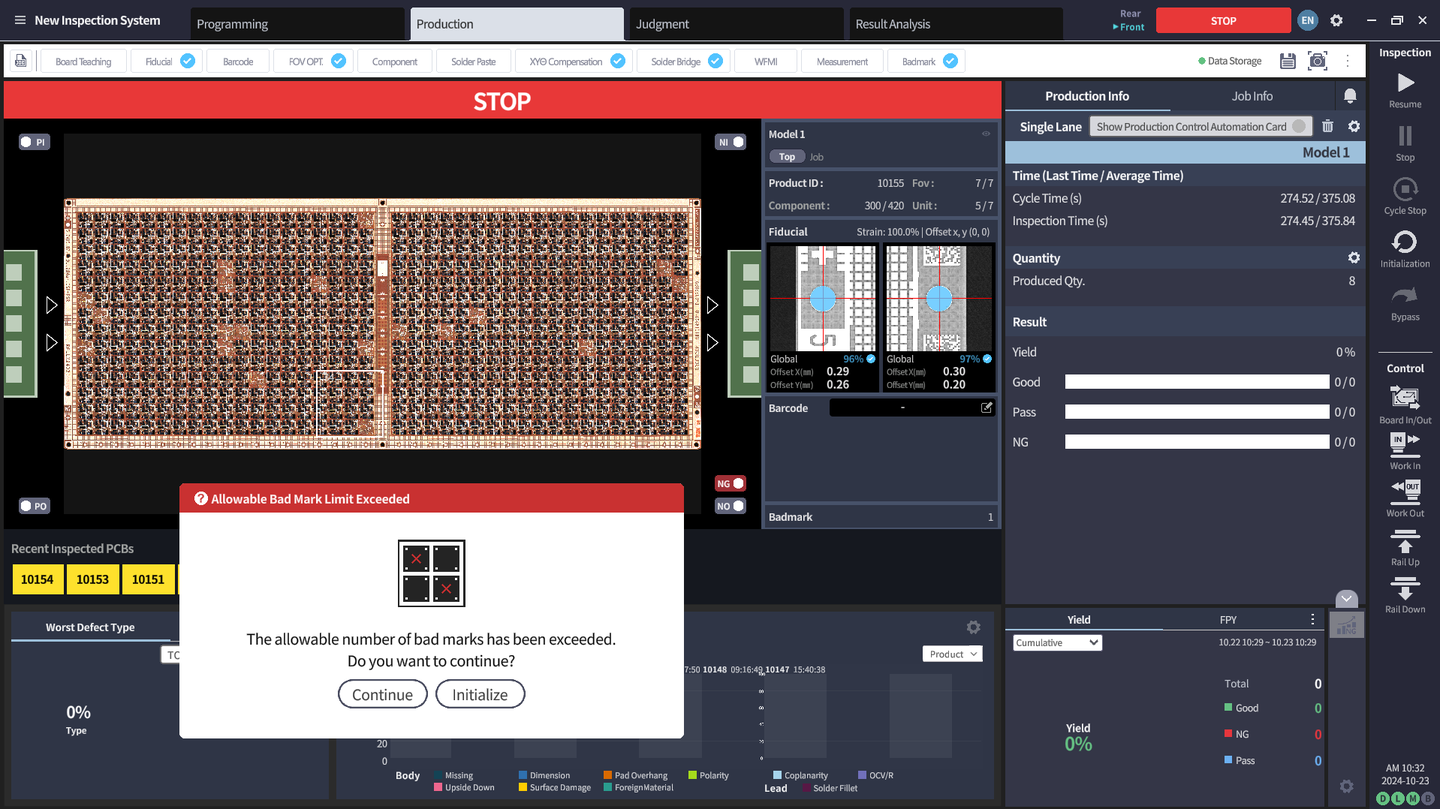 New Inspection System
Programming
Production
Judgment
Result Analysis
Rear
Front
STOP
EN
Board Teaching
Fiducial
Barcode
FOV OPT.
Component
Solder Paste
XYΘ Compensation
Solder Bridge
WFMI
Measurement
Badmark
Data Storage
STOP
PI
NI
PO
NG
NO
Model 1
Top Job
Product ID : 10155 Fov : 7 / 7
Component : 300 / 420 Unit : 5 / 7
Fiducial Strain: 100.0% | Offset x, y (0, 0)
Global 96%
Offset X(mm) 0.29
Offset Y(mm) 0.26
Global 97%
Offset X(mm) 0.30
Offset Y(mm) 0.20
Barcode -
Badmark 1
Recent Inspected PCBs
10154 10153 10151
Allowable Bad Mark Limit Exceeded
The allowable number of bad marks has been exceeded.
Do you want to continue?
Continue Initialize
Worst Defect Type
TO
0%
Type
Product
7:50 10148 09:16:49 10147 15:40:38
20
0
Body Missing Dimension Pad Overhang Polarity Coplanarity OCV/R
Upside Down Surface Damage ForeignMaterial Lead Solder Fillet
Production Info Job Info
Single Lane Show Production Control Automation Card
Model 1
Time (Last Time / Average Time)
Cycle Time (s) 274.52 / 375.08
Inspection Time (s) 274.45 / 375.84
Quantity
Produced Qty. 8
Result
Yield 0 %
Good 0 / 0
Pass 0 / 0
NG 0 / 0
Yield FPY
Cumulative 10.22 10:29 ~ 10.23 10:29
Total 0
Good 0
NG 0
Pass 0
Yield
0%
Inspection
Resume
Stop
Cycle Stop
Initialization
Bypass
Control
Board In/Out
IN
Work In
OUT
Work Out
Rail Up
Rail Down
AM 10:32
2024-10-23
D L M B